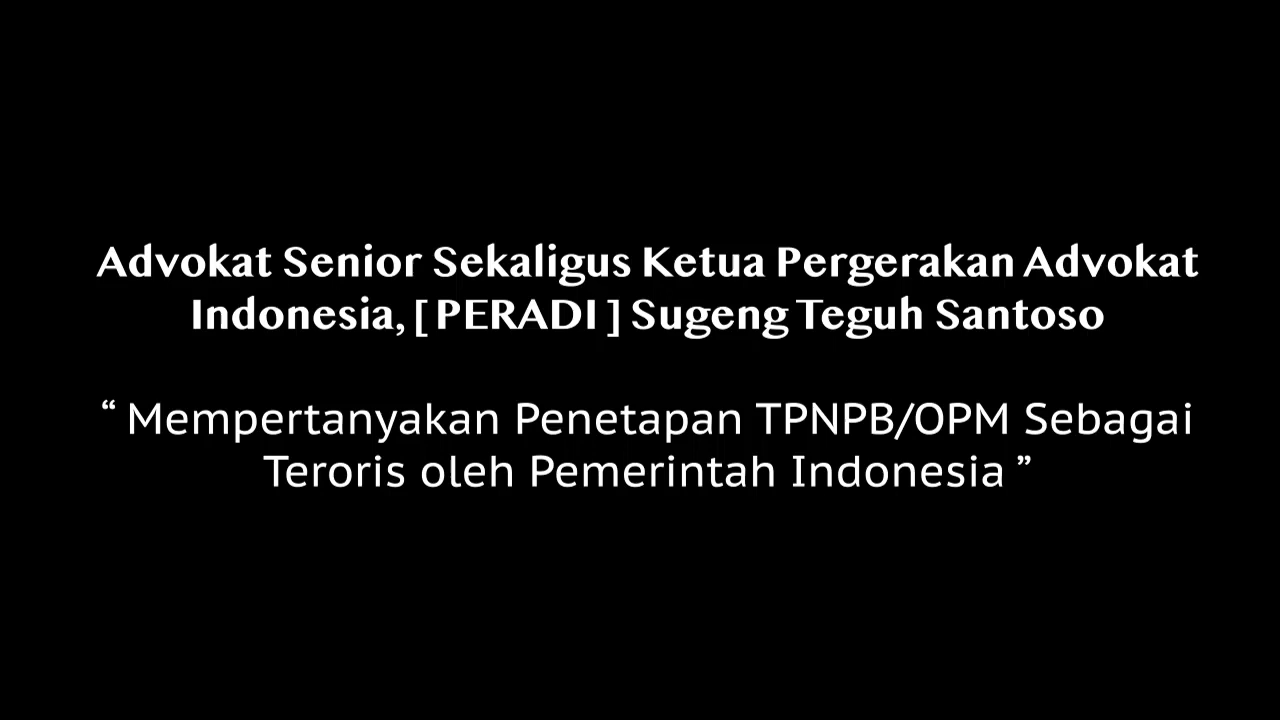 Advokat Senior Sekaligus Ketua Pergerakan Advokat
Indonesia, [ PERADI ] Sugeng Teguh Santoso
“ Mempertanyakan Penetapan TPNPB/OPM Sebagai
Teroris oleh Pemerintah Indonesia ”